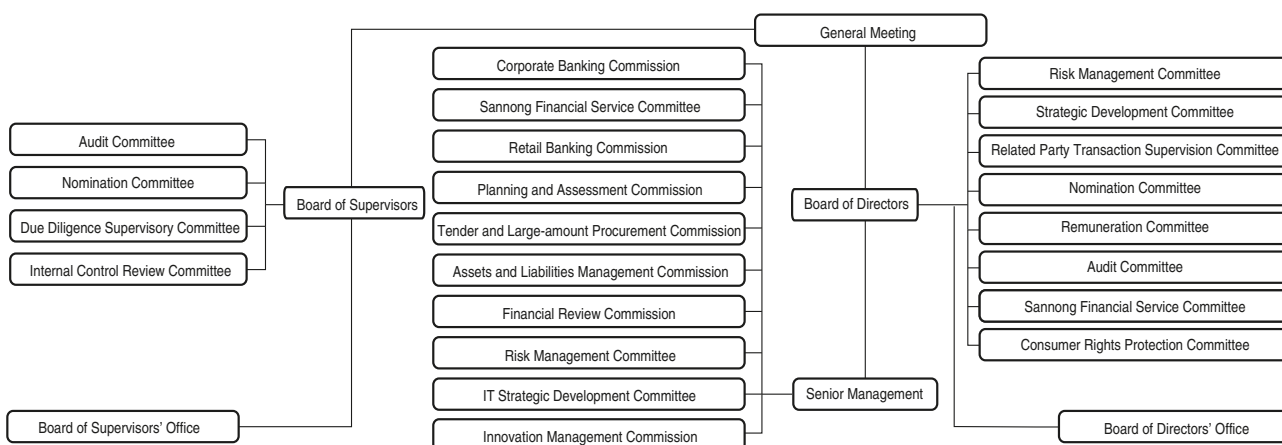 General Meeting
Corporate Banking Commission
Sannong Financial Service Committee
Retail Banking Commission
Planning and Assessment Commission
Tender and Large-amount Procurement Commission
Assets and Liabilities Management Commission
Financial Review Commission
Risk Management Committee
IT Strategic Development Committee
Innovation Management Commission
Audit Committee
Nomination Committee
Due Diligence Supervisory Committee
Internal Control Review Committee
Board of Supervisors
Board of Supervisors' Office
Board of Directors
Senior Management
Risk Management Committee
Strategic Development Committee
Related Party Transaction Supervision Committee
Nomination Committee
Remuneration Committee
Audit Committee
Sannong Financial Service Committee
Consumer Rights Protection Committee
Board of Directors' Office